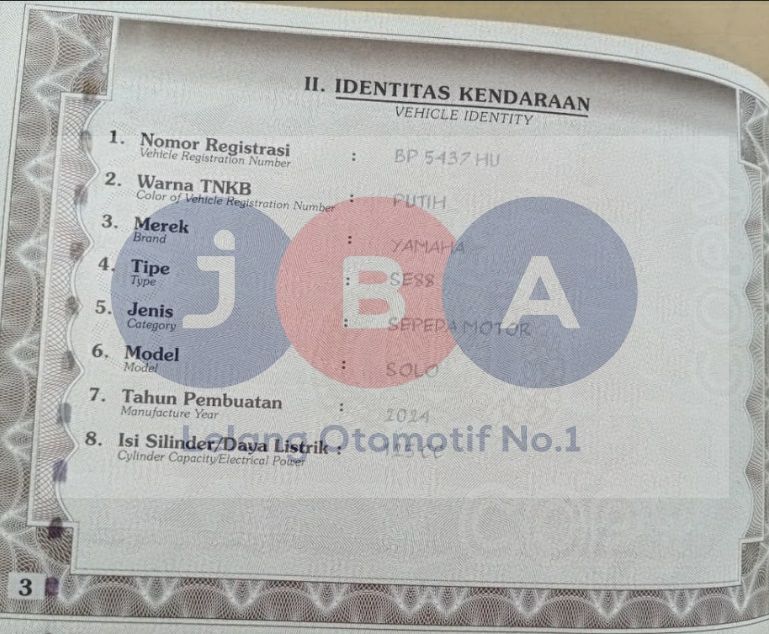 II. IDENTITAS KENDARAAN
VEHICLE IDENTITY
1. Nomor Registrasi : BP 5437 HU
Vehicle Registration Number
2. Warna TNKB : PUTIH
Color of Vehicle Registration Number
3. Merek : YAMAHA
Brand
4. Tipe : SE88
Type
5. Jenis : SEPEDA MOTOR
Category
6. Model : SOLO
Model
7. Tahun Pembuatan : 2024
Manufacture Year
8. Isi Silinder/Daya Listrik : 125 CC
Cylinder Capacity/Electrical Power
JBA
Lelang Otomotif No.1
3